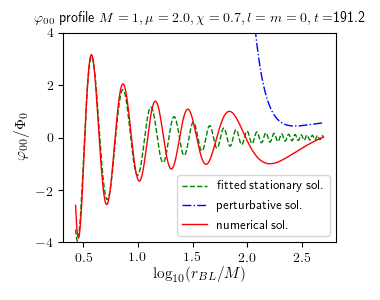 φ₀₀ profile M = 1, μ = 2.0, χ = 0.7, l = m = 0, t =191.2
φ₀₀/Φ₀
4
2
0
−2
−4
fitted stationary sol.
perturbative sol.
numerical sol.
0.5 1.0 1.5 2.0 2.5
log₁₀(r_BL/M)